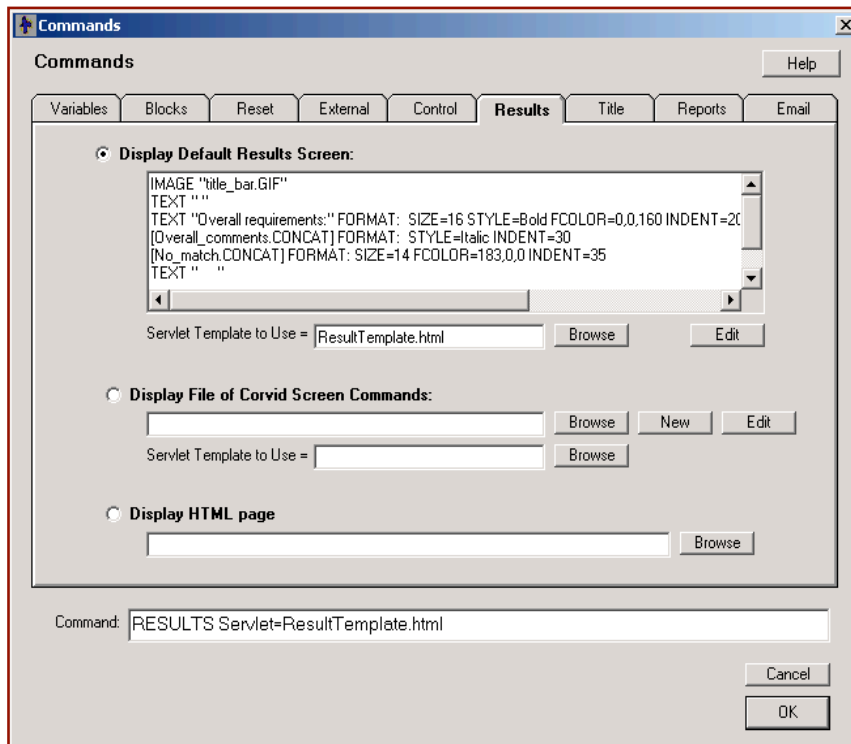 Commands
Commands
Help
Variables Blocks Reset External Control Results Title Reports Email
Display Default Results Screen:
IMAGE "title_bar.GIF"
TEXT " "
TEXT "Overall requirements:" FORMAT:  SIZE=16 STYLE=Bold FCOLOR=0,0,160 INDENT=20
[Overall_comments.CONCAT] FORMAT:  STYLE=Italic INDENT=30
[No_match.CONCAT] FORMAT: SIZE=14 FCOLOR=183,0,0 INDENT=35
TEXT "     "
Servlet Template to Use = ResultTemplate.html Browse Edit
Display File of Corvid Screen Commands:
Browse New Edit
Servlet Template to Use = Browse
Display HTML page
Browse
Command: RESULTS Servlet=ResultTemplate.html
Cancel
OK